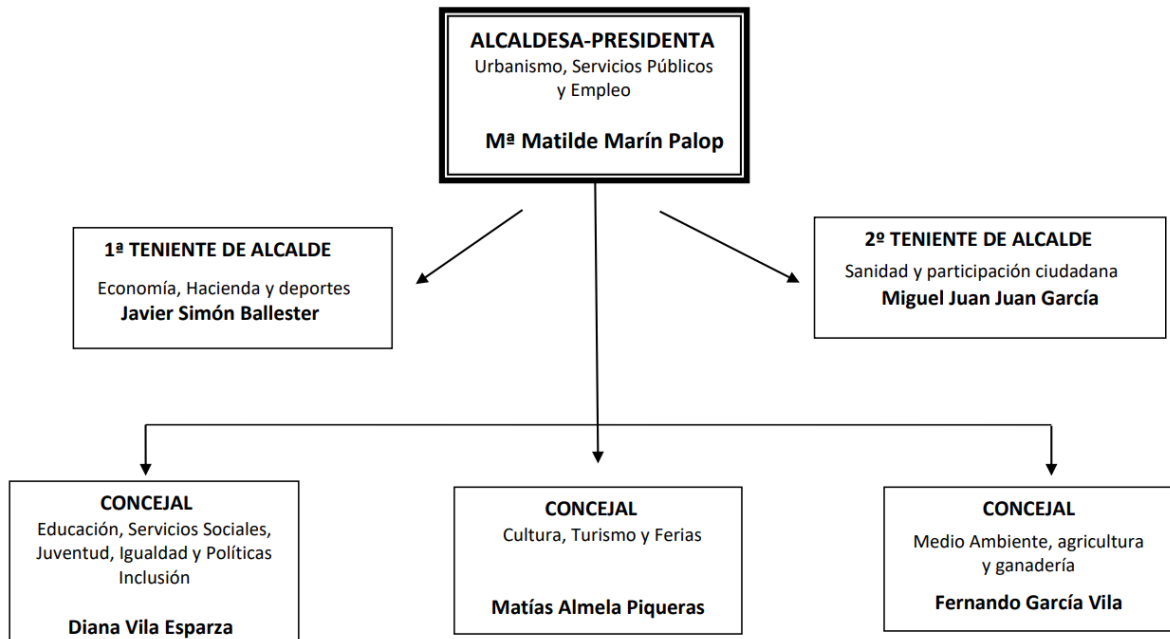 ALCALDESA-PRESIDENTA
Urbanismo, Servicios Públicos
y Empleo
Mª Matilde Marín Palop
1ª TENIENTE DE ALCALDE
Economía, Hacienda y deportes
Javier Simón Ballester
2º TENIENTE DE ALCALDE
Sanidad y participación ciudadana
Miguel Juan Juan García
CONCEJAL
Educación, Servicios Sociales,
Juventud, Igualdad y Políticas
Inclusión
Diana Vila Esparza
CONCEJAL
Cultura, Turismo y Ferias
Matías Almela Piqueras
CONCEJAL
Medio Ambiente, agricultura
y ganadería
Fernando García Vila